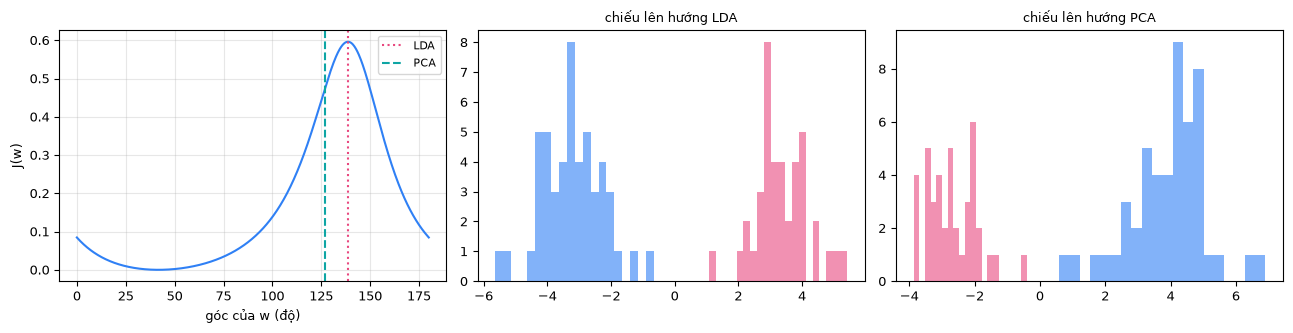 J(w)
0.6
0.5
0.4
0.3
0.2
0.1
0.0
0 25 50 75 100 125 150 175
góc của w (độ)
LDA
PCA
chiếu lên hướng LDA
8
7
6
5
4
3
2
1
0
−6 −4 −2 0 2 4
chiếu lên hướng PCA
8
6
4
2
0
−4 −2 0 2 4 6